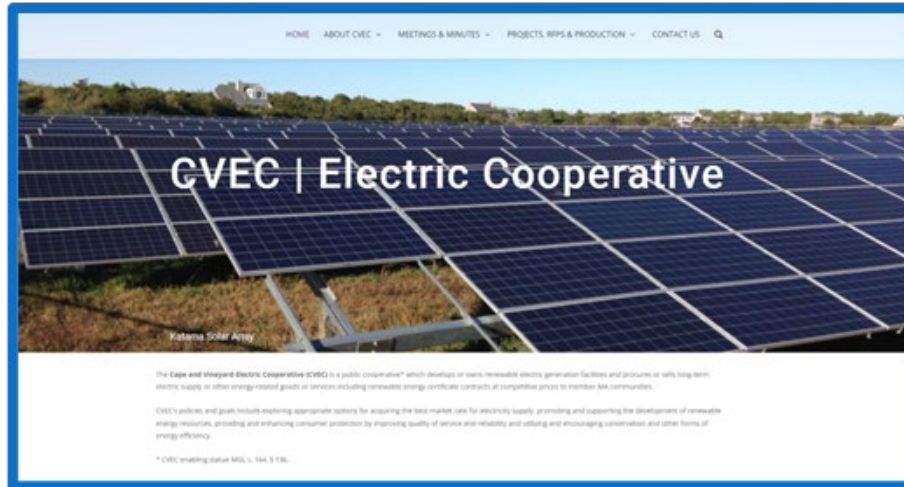 HOME ABOUT CVEC MEETINGS & MINUTES PROJECTS, RFPS & PRODUCTION CONTACT US
CVEC | Electric Cooperative
Katama Solar Array
The Cape and Vineyard Electric Cooperative (CVEC) is a public cooperative* which develops or owns renewable electric generation facilities and procures or sells long-term
electric supply or other energy-related goods or services including renewable energy certificate contracts at competitive prices to member MA communities.
CVEC's policies and goals include exploring appropriate options for acquiring the best market rate for electricity supply, promoting and supporting the development of renewable
energy resources, providing and enhancing consumer protection by improving quality of service and reliability and utilizing and encouraging conservation and other forms of
energy efficiency.
* CVEC enabling statue MGL c. 164, § 136.